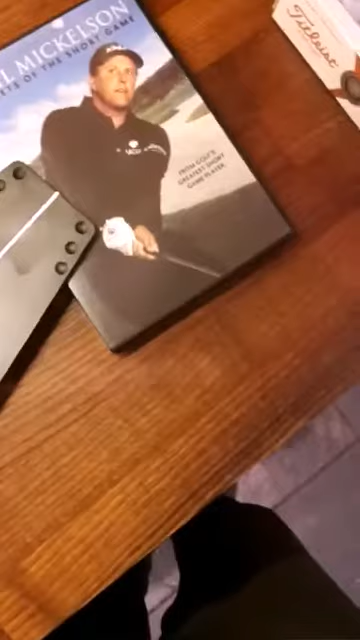 L MICKELSON
ETS OF THE SHORT GAME
FROM GOLF'S
GREATEST SHORT
GAME PLAYER
Titleist